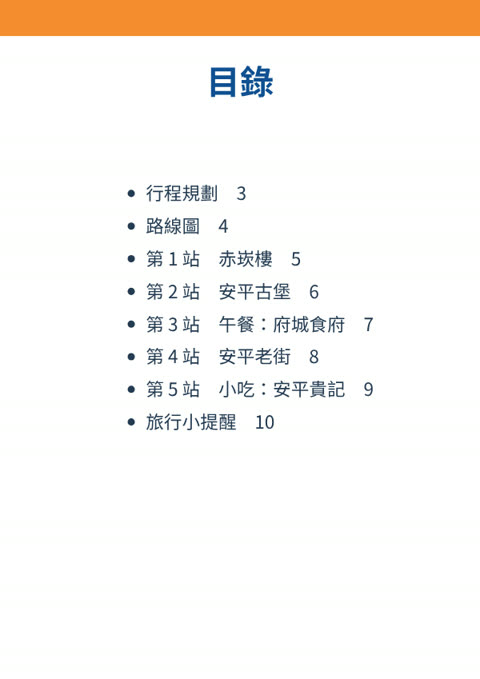 目錄
• 行程規劃 3
• 路線圖 4
• 第 1 站 赤崁樓 5
• 第 2 站 安平古堡 6
• 第 3 站 午餐：府城食府 7
• 第 4 站 安平老街 8
• 第 5 站 小吃：安平貴記 9
• 旅行小提醒 10